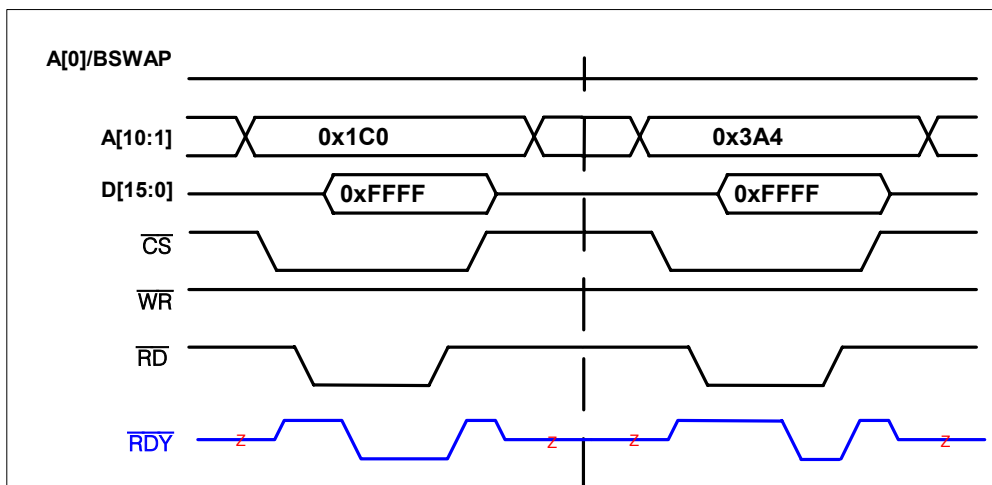 A[0]/BSWAP
A[10:1] 0x1C0 0x3A4
D[15:0] 0xFFFF 0xFFFF
CS
WR
RD
RDY Z Z Z Z